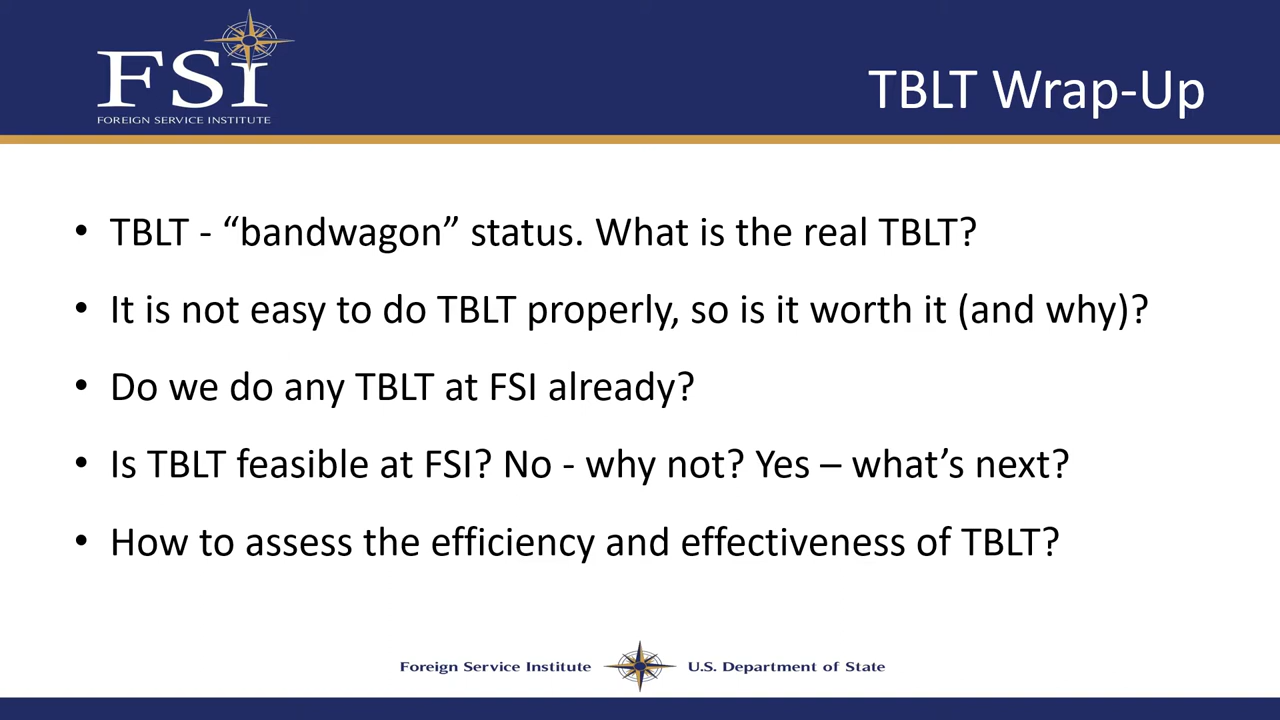 FSI
FOREIGN SERVICE INSTITUTE
TBLT Wrap-Up
• TBLT - “bandwagon” status. What is the real TBLT?
• It is not easy to do TBLT properly, so is it worth it (and why)?
• Do we do any TBLT at FSI already?
• Is TBLT feasible at FSI? No - why not? Yes – what’s next?
• How to assess the efficiency and effectiveness of TBLT?
Foreign Service Institute U.S. Department of State